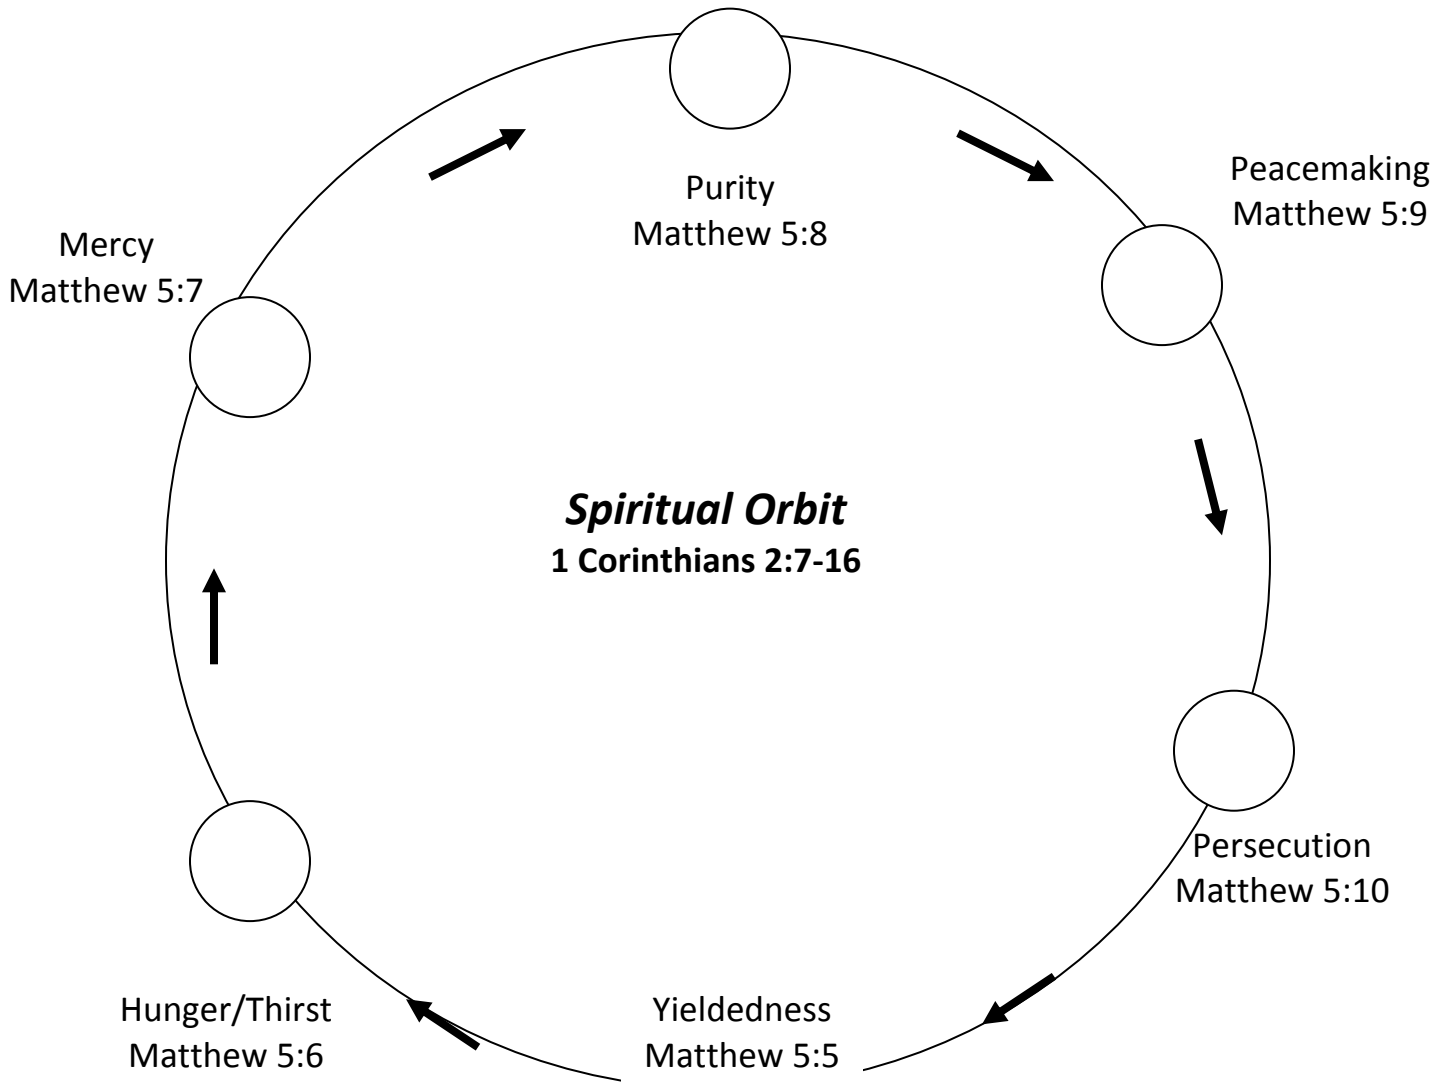 Purity
Matthew 5:8
Peacemaking
Matthew 5:9
Mercy
Matthew 5:7
Spiritual Orbit
1 Corinthians 2:7-16
Persecution
Matthew 5:10
Hunger/Thirst
Matthew 5:6
Yieldedness
Matthew 5:5